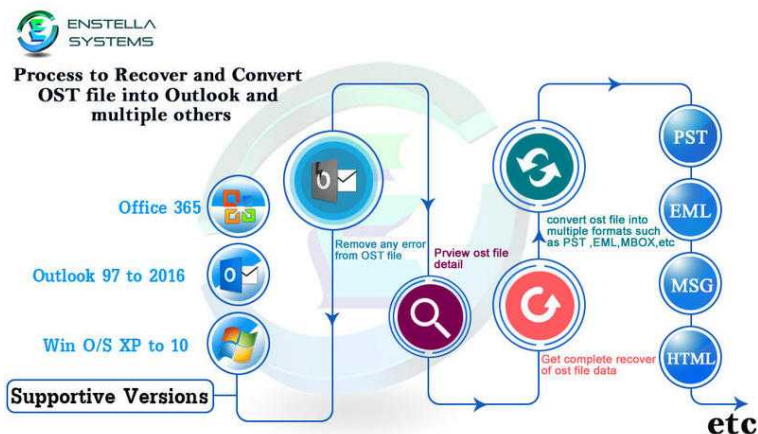 ENSTELLA
SYSTEMS
Process to Recover and Convert
OST file into Outlook and
multiple others
Office 365
Outlook 97 to 2016
Win O/S XP to 10
Supportive Versions
Remove any error
from OST file
Prview ost file
detail
Get complete recover
of ost file data
convert ost file into
multiple formats such
as PST ,EML,MBOX,etc
PST
EML
MSG
HTML
etc